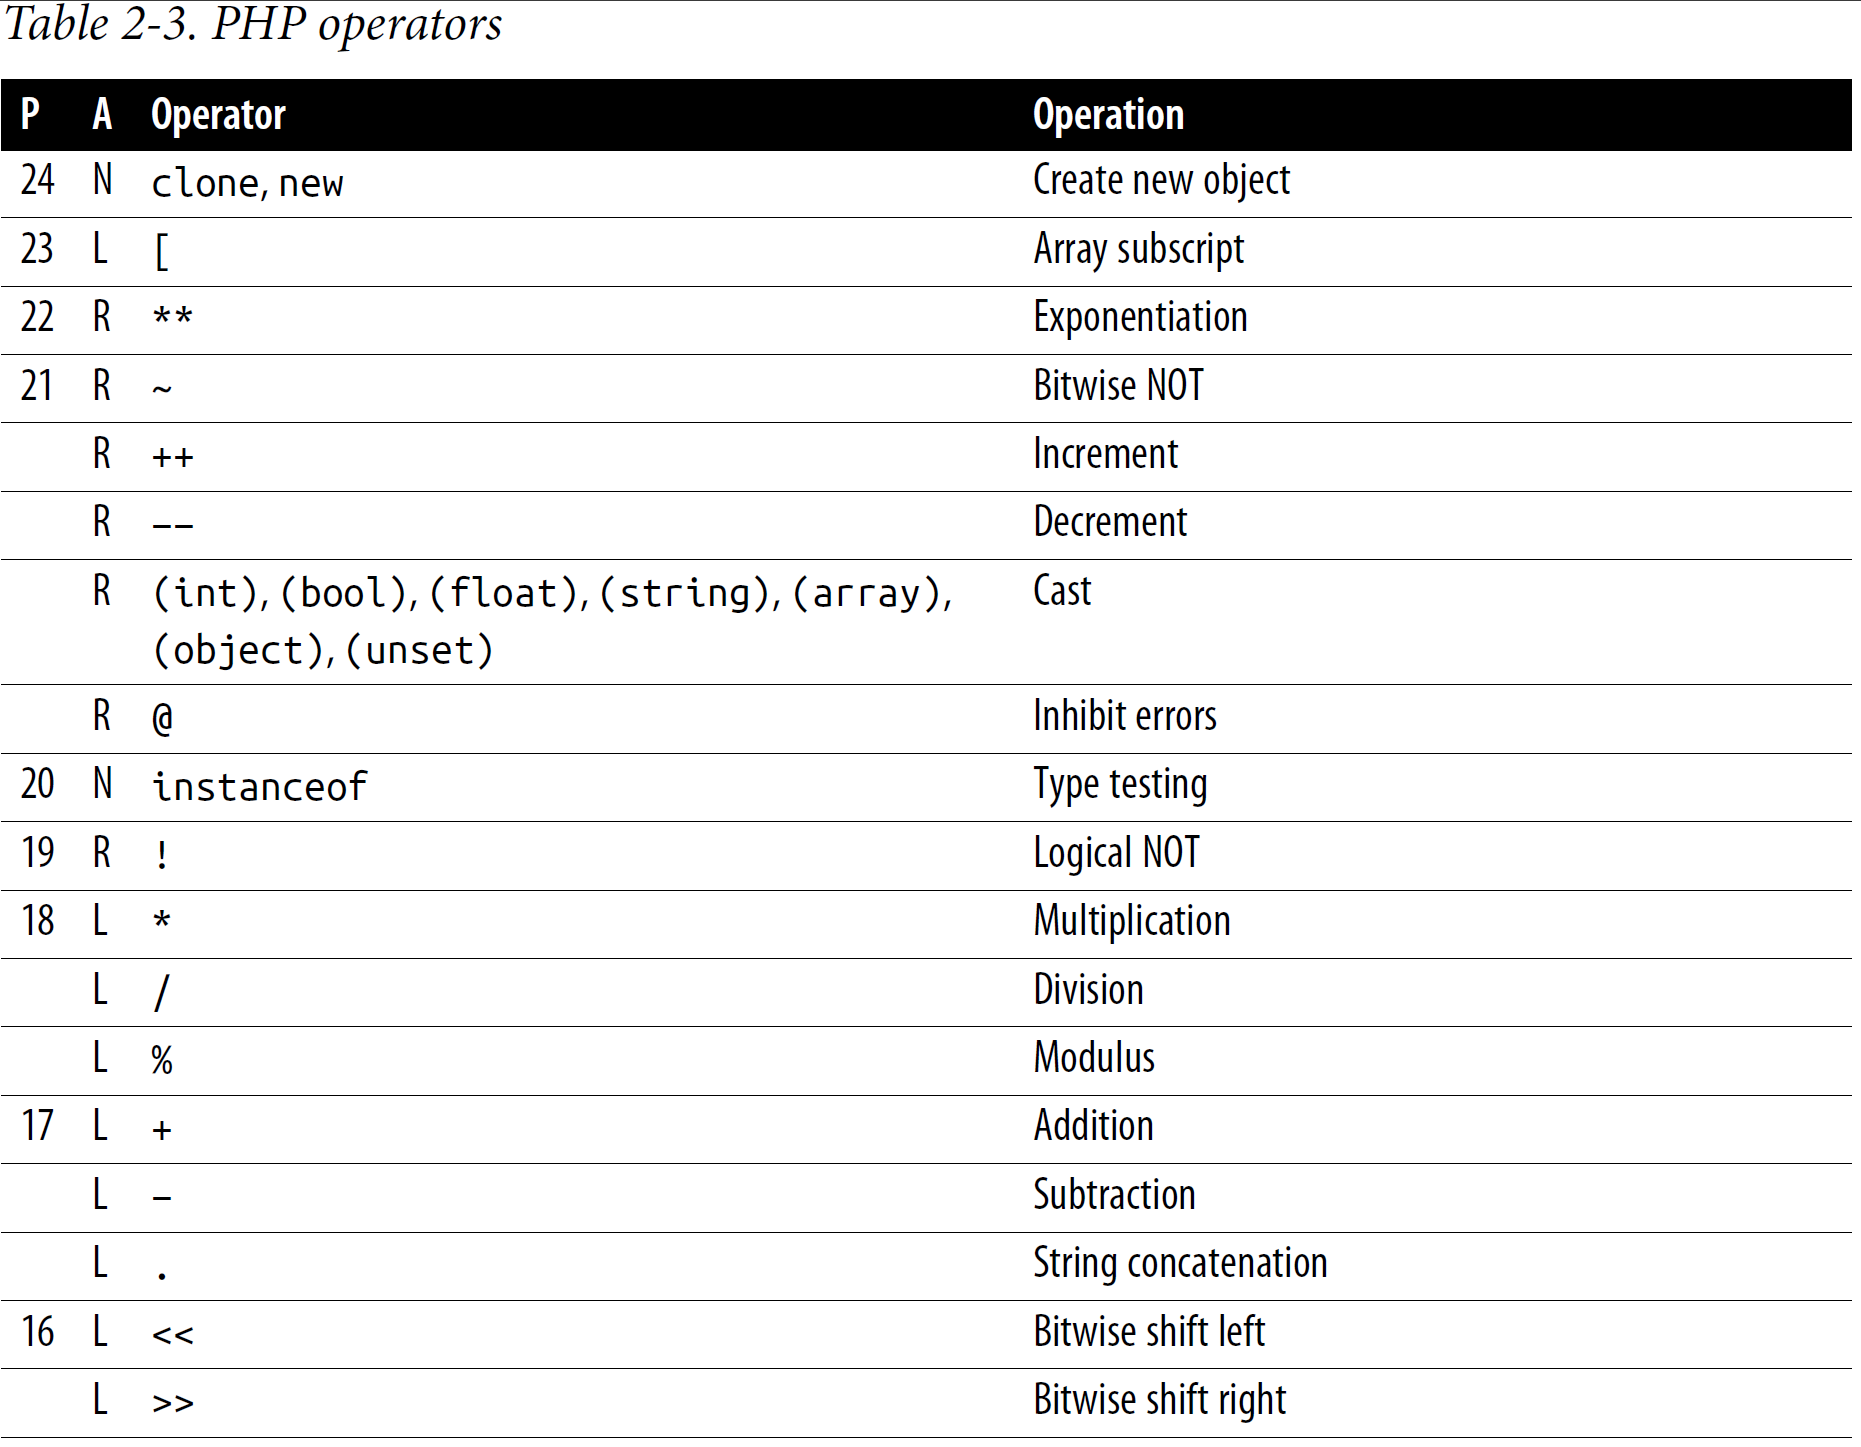 Table 2-3. PHP operators
P A Operator Operation
24 N clone, new Create new object
23 L [ Array subscript
22 R ** Exponentiation
21 R ~ Bitwise NOT
R ++ Increment
R -- Decrement
R (int), (bool), (float), (string), (array), Cast
(object), (unset)
R @ Inhibit errors
20 N instanceof Type testing
19 R ! Logical NOT
18 L * Multiplication
L / Division
L % Modulus
17 L + Addition
L - Subtraction
L . String concatenation
16 L << Bitwise shift left
L >> Bitwise shift right